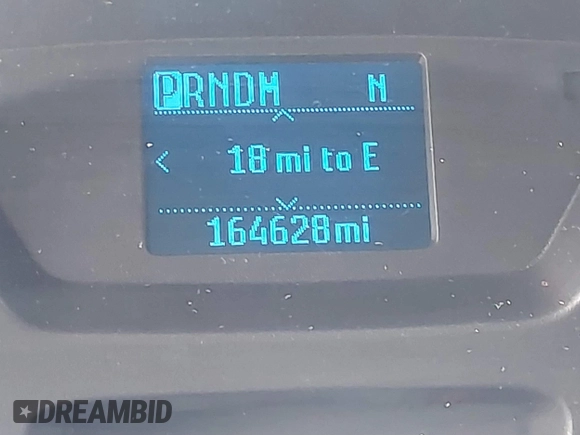 PRNDM N
18 mi to E
164628mi
DREAMBID